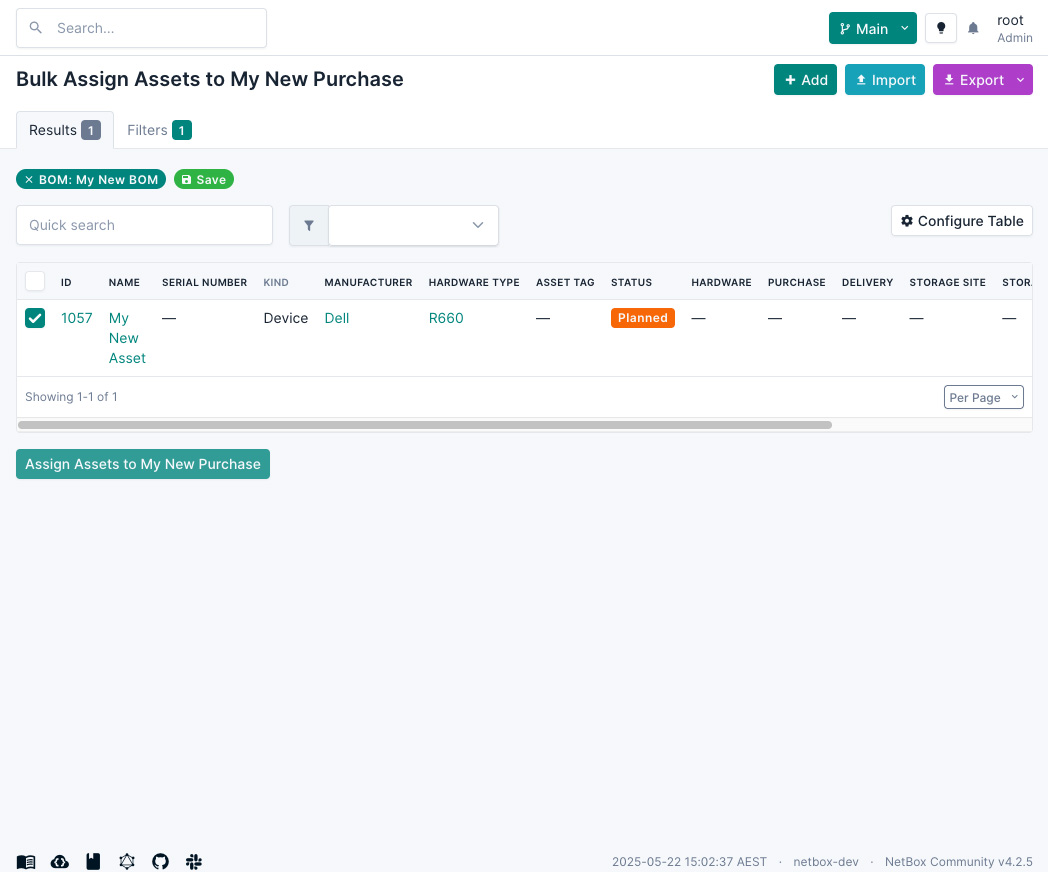 Search...
Main
root
Admin
Bulk Assign Assets to My New Purchase
Add
Import
Export
Results 1
Filters 1
BOM: My New BOM
Save
Quick search
Configure Table
ID NAME SERIAL NUMBER KIND MANUFACTURER HARDWARE TYPE ASSET TAG STATUS HARDWARE PURCHASE DELIVERY STORAGE SITE
1057 My — Device Dell R660 — Planned — — — — —
New
Asset
Showing 1-1 of 1
Per Page
Assign Assets to My New Purchase
2025-05-22 15:02:37 AEST · netbox-dev · NetBox Community v4.2.5